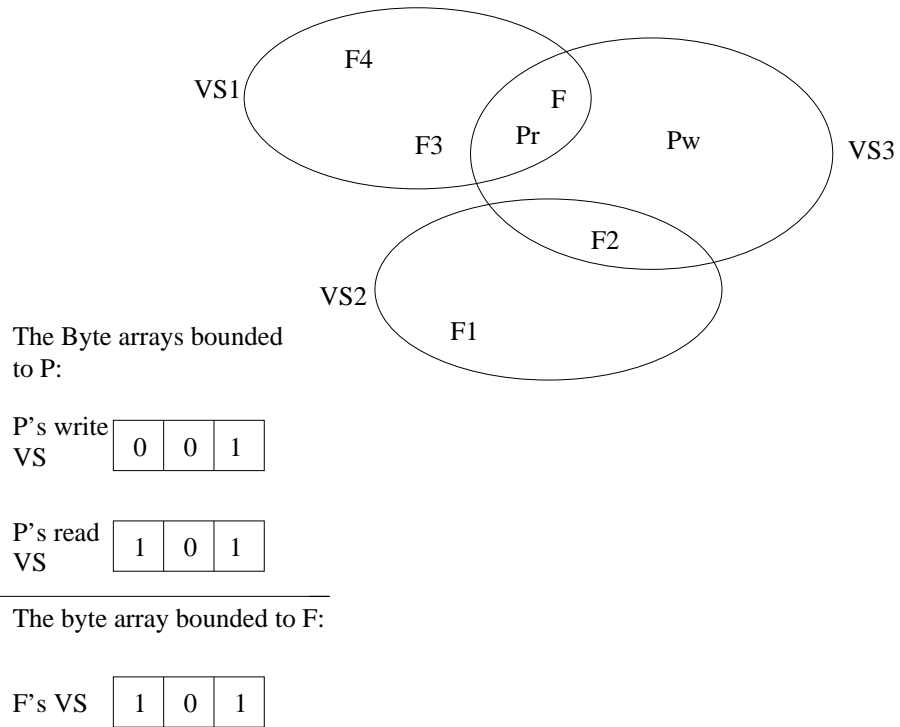 F4
VS1
F
F3
Pr
Pw
VS3
F2
VS2
F1
The Byte arrays bounded
to P:
P's write
VS
0 0 1
P's read
VS
1 0 1
The byte array bounded to F:
F's VS 1 0 1